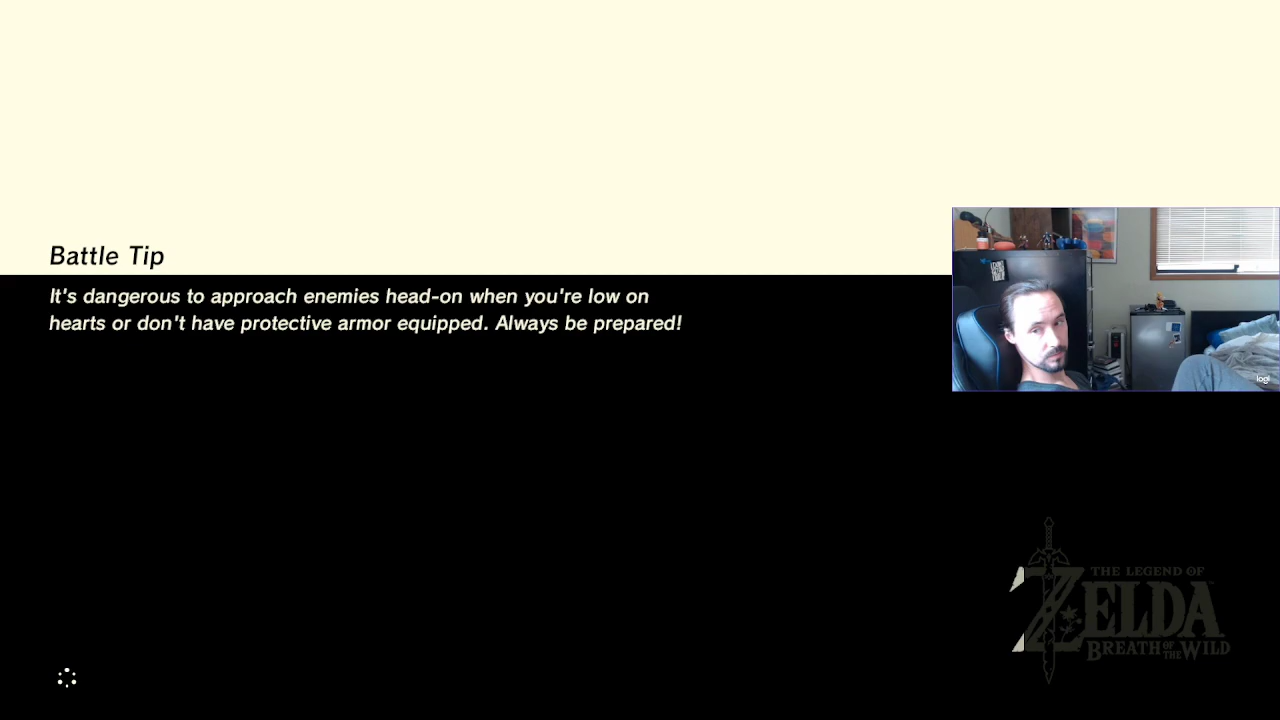 Battle Tip
It's dangerous to approach enemies head-on when you're low on
hearts or don't have protective armor equipped. Always be prepared!
logi
THE LEGEND OF
ZELDA
BREATH OF THE WILD